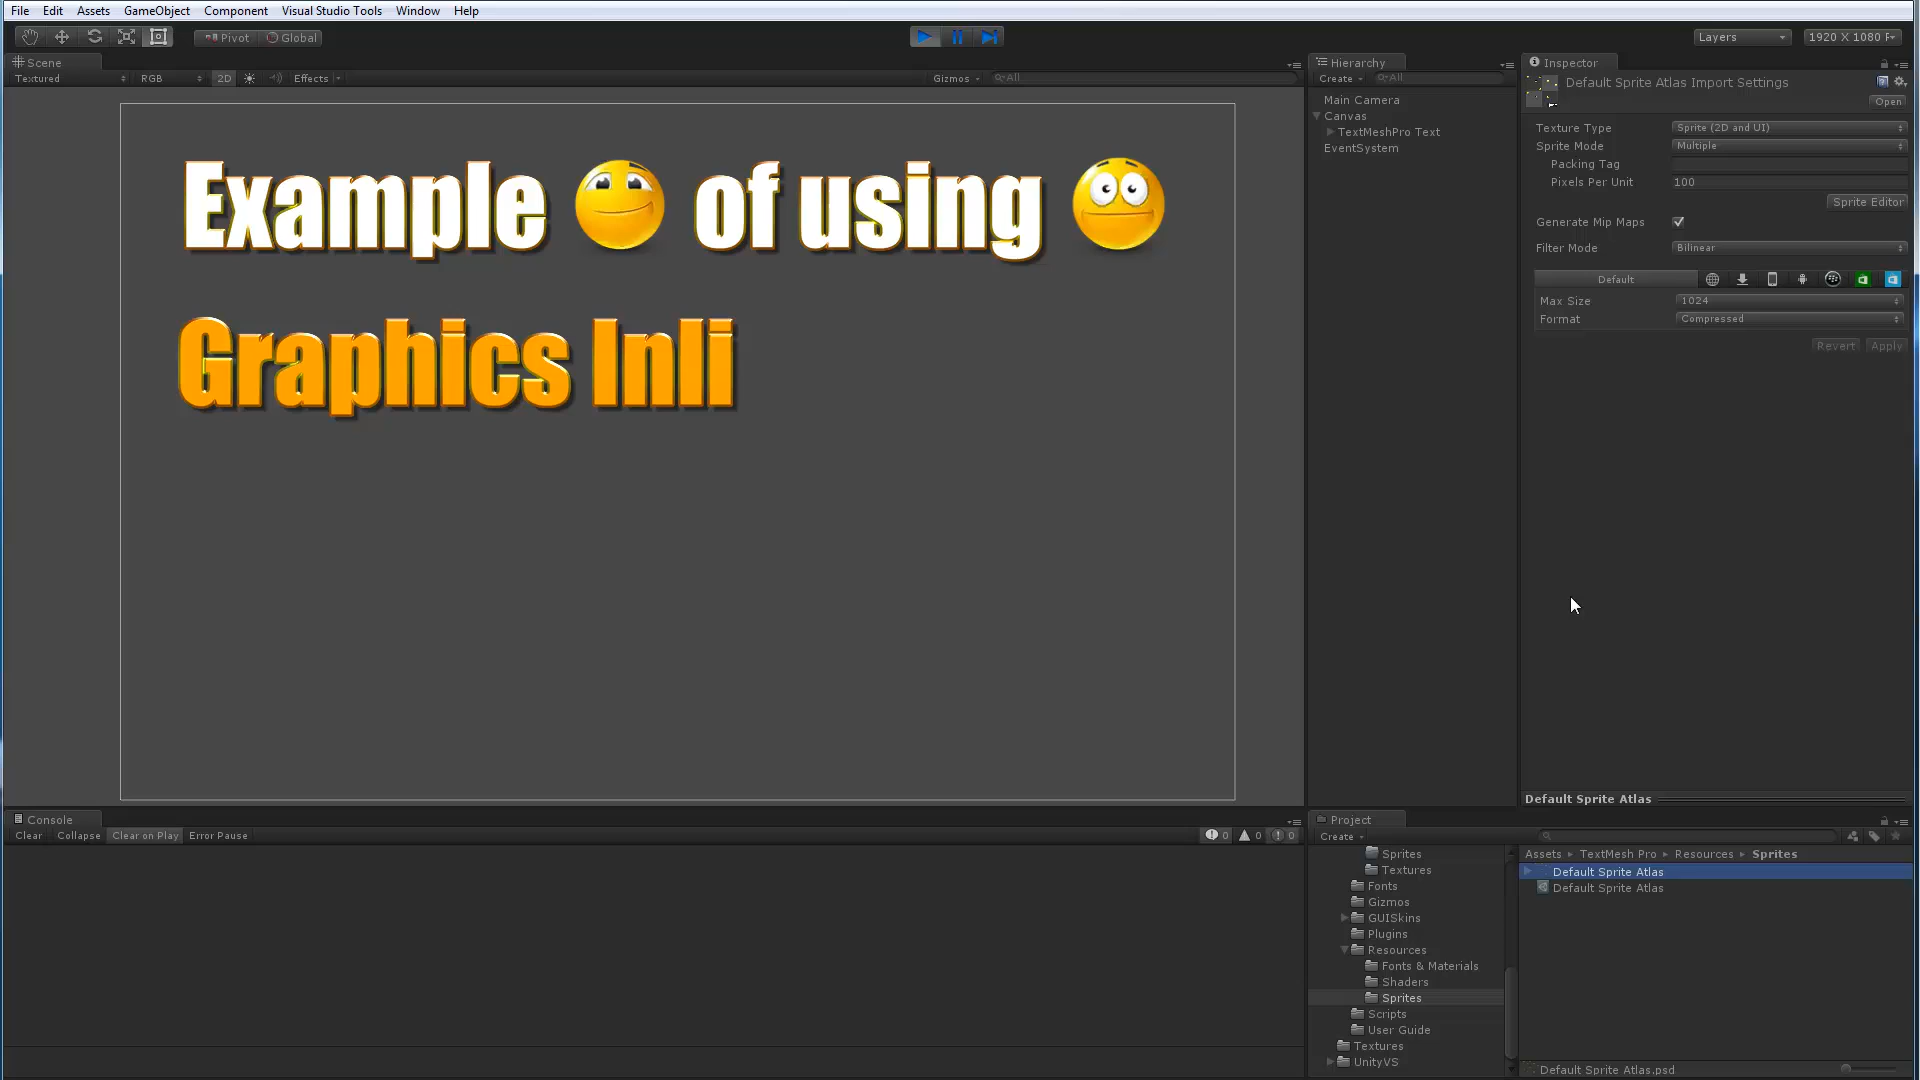 File Edit Assets GameObject Component Visual Studio Tools Window Help
Pivot Global
Layers 1920 X 1080
Scene
Textured RGB 2D Effects Gizmos All
Example of using
Graphics Inli
Hierarchy
Create All
Main Camera
Canvas
TextMeshPro Text
EventSystem
Inspector
Default Sprite Atlas Import Settings
Open
Texture Type Sprite (2D and UI)
Sprite Mode Multiple
Packing Tag
Pixels Per Unit 100
Sprite Editor
Generate Mip Maps
Filter Mode Bilinear
Default
Max Size 1024
Format Compressed
Revert Apply
Default Sprite Atlas
Console
Clear Collapse Clear on Play Error Pause 0 0 0
Project
Create
Sprites
Textures
Fonts
Gizmos
GUISkins
Plugins
Resources
Fonts & Materials
Shaders
Sprites
Scripts
User Guide
Textures
UnityVS
Assets TextMesh Pro Resources Sprites
Default Sprite Atlas
Default Sprite Atlas
Default Sprite Atlas.psd